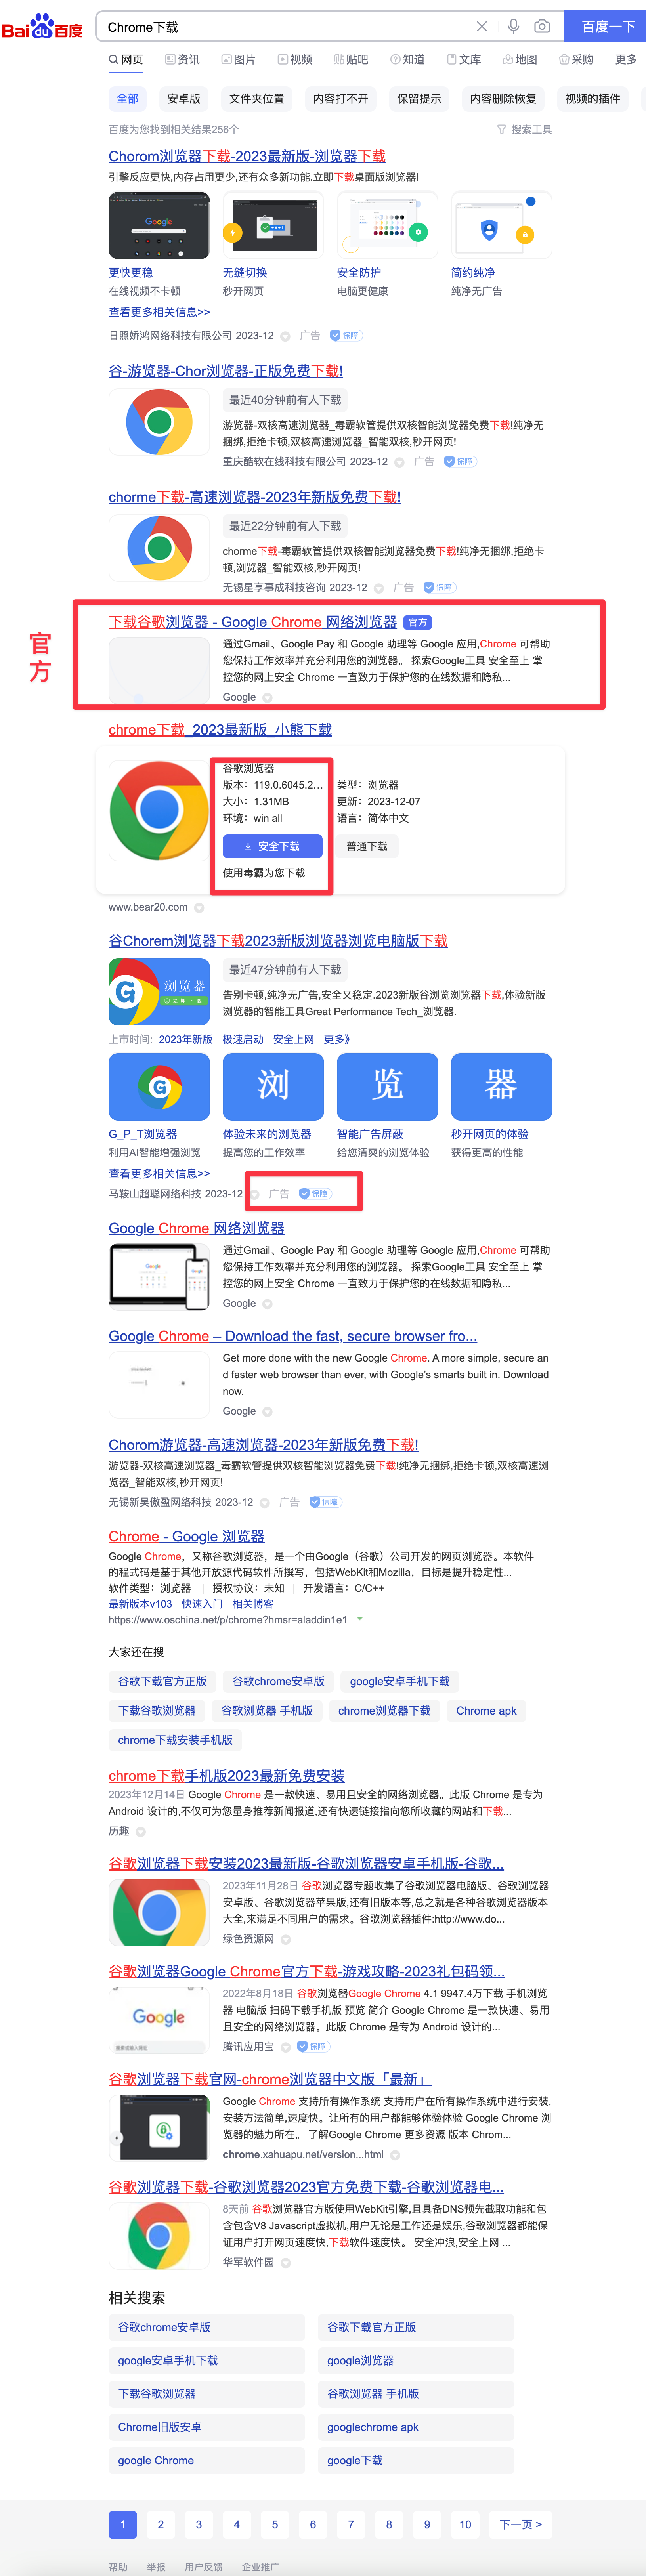 Bai百度
Chrome下载
百度一下
网页 资讯 图片 视频 贴吧 知道 文库 地图 采购 更多
全部 安卓版 文件夹位置 内容打不开 保留提示 内容删除恢复 视频的插件
百度为您找到相关结果256个 搜索工具
Chorom浏览器下载-2023最新版-浏览器下载
引擎反应更快,内存占用更少,还有众多新功能.立即下载桌面版浏览器!
更快更稳 无缝切换 安全防护 简约纯净
在线视频不卡顿 秒开网页 电脑更健康 纯净无广告
查看更多相关信息>>
日照娇鸿网络科技有限公司 2023-12 广告 保障
谷-游览器-Chor浏览器-正版免费下载!
最近40分钟前有人下载
游览器-双核高速浏览器_毒霸软管提供双核智能浏览器免费下载!纯净无
捆绑,拒绝卡顿,双核高速浏览器_智能双核,秒开网页!
重庆酷软在线科技有限公司 2023-12 广告 保障
chorme下载-高速浏览器-2023年新版免费下载!
最近22分钟前有人下载
chorme下载-毒霸软管提供双核智能浏览器免费下载!纯净无捆绑,拒绝卡
顿,浏览器_智能双核,秒开网页!
无锡星享事成科技咨询 2023-12 广告 保障
官方
下载谷歌浏览器 - Google Chrome 网络浏览器 官方
通过Gmail、Google Pay 和 Google 助理等 Google 应用,Chrome 可帮助
您保持工作效率并充分利用您的浏览器。 探索Google工具 安全至上 掌
控您的网上安全 Chrome 一直致力于保护您的在线数据和隐私...
Google
chrome下载_2023最新版_小熊下载
谷歌浏览器
版本：119.0.6045.2... 类型：浏览器
大小：1.31MB 更新：2023-12-07
环境：win all 语言：简体中文
安全下载 普通下载
使用毒霸为您下载
www.bear20.com
谷Chorem浏览器下载2023新版浏览器浏览电脑版下载
最近47分钟前有人下载
告别卡顿,纯净无广告,安全又稳定.2023新版谷浏览浏览器下载,体验新版
浏览器的智能工具Great Performance Tech_浏览器.
G 浏览器
立即下载
上市时间: 2023年新版 极速启动 安全上网 更多》
G 浏 览 器
G_P_T浏览器 体验未来的浏览器 智能广告屏蔽 秒开网页的体验
利用AI智能增强浏览 提高您的工作效率 给您清爽的浏览体验 获得更高的性能
查看更多相关信息>>
马鞍山超聪网络科技 2023-12 广告 保障
Google Chrome 网络浏览器
通过Gmail、Google Pay 和 Google 助理等 Google 应用,Chrome 可帮助
您保持工作效率并充分利用您的浏览器。 探索Google工具 安全至上 掌
控您的网上安全 Chrome 一直致力于保护您的在线数据和隐私...
Google
Google Chrome – Download the fast, secure browser fro...
Get more done with the new Google Chrome. A more simple, secure an
d faster web browser than ever, with Google's smarts built in. Download
now.
Google
Chorom游览器-高速浏览器-2023年新版免费下载!
游览器-双核高速浏览器_毒霸软管提供双核智能浏览器免费下载!纯净无捆绑,拒绝卡顿,双核高速浏
览器_智能双核,秒开网页!
无锡新吴傲盈网络科技 2023-12 广告 保障
Chrome - Google 浏览器
Google Chrome，又称谷歌浏览器，是一个由Google（谷歌）公司开发的网页浏览器。本软件
的程式码是基于其他开放源代码软件所撰写，包括WebKit和Mozilla，目标是提升稳定性...
软件类型：浏览器 | 授权协议：未知 | 开发语言：C/C++
最新版本v103 快速入门 相关博客
https://www.oschina.net/p/chrome?hmsr=aladdin1e1
大家还在搜
谷歌下载官方正版 谷歌chrome安卓版 google安卓手机下载
下载谷歌浏览器 谷歌浏览器 手机版 chrome浏览器下载 Chrome apk
chrome下载安装手机版
chrome下载手机版2023最新免费安装
2023年12月14日 Google Chrome 是一款快速、易用且安全的网络浏览器。此版 Chrome 是专为
Android 设计的,不仅可为您量身推荐新闻报道,还有快速链接指向您所收藏的网站和下载...
历趣
谷歌浏览器下载安装2023最新版-谷歌浏览器安卓手机版-谷歌...
2023年11月28日 谷歌浏览器专题收集了谷歌浏览器电脑版、谷歌浏览器
安卓版、谷歌浏览器苹果版,还有旧版本等,总之就是各种谷歌浏览器版本
大全,来满足不同用户的需求。谷歌浏览器插件:http://www.do...
绿色资源网
谷歌浏览器Google Chrome官方下载-游戏攻略-2023礼包码领...
Google
2022年8月18日 谷歌浏览器Google Chrome 4.1 9947.4万下载 手机浏览
器 电脑版 扫码下载手机版 预览 简介 Google Chrome 是一款快速、易用
且安全的网络浏览器。此版 Chrome 是专为 Android 设计的...
腾讯应用宝 保障
谷歌浏览器下载官网-chrome浏览器中文版「最新」
Google Chrome 支持所有操作系统 支持用户在所有操作系统中进行安装,
安装方法简单,速度快。让所有的用户都能够体验体验 Google Chrome 浏
览器的魅力所在。 了解Google Chrome 更多资源 版本 Chrom...
chrome.xahuapu.net/version...html
谷歌浏览器下载-谷歌浏览器2023官方免费下载-谷歌浏览器电...
8天前 谷歌浏览器官方版使用WebKit引擎,且具备DNS预先截取功能和包
含包含V8 Javascript虚拟机,用户无论是工作还是娱乐,谷歌浏览器都能保
证用户打开网页速度快,下载软件速度快。 安全冲浪,安全上网 ...
华军软件园
相关搜索
谷歌chrome安卓版 谷歌下载官方正版
google安卓手机下载 google浏览器
下载谷歌浏览器 谷歌浏览器 手机版
Chrome旧版安卓 googlechrome apk
google Chrome google下载
1 2 3 4 5 6 7 8 9 10 下一页 >
帮助 举报 用户反馈 企业推广